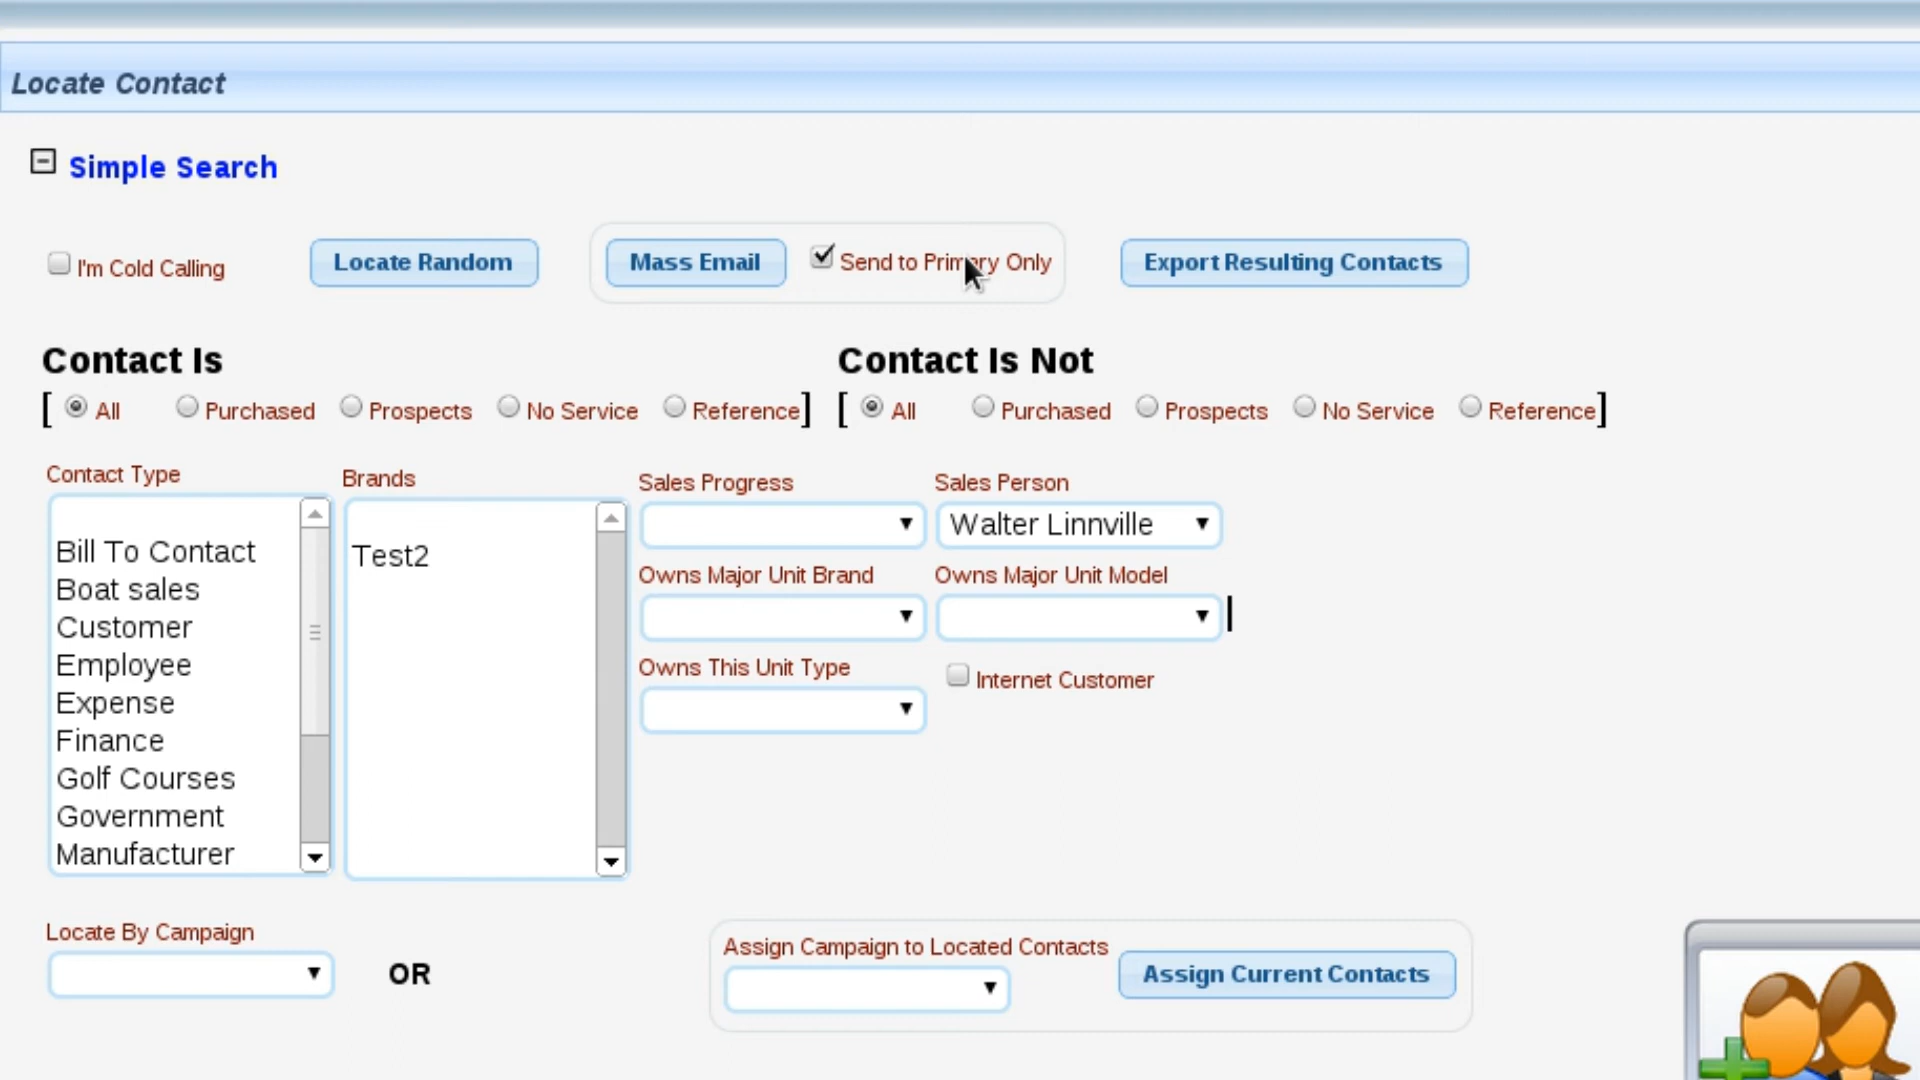 Locate Contact
Simple Search
I'm Cold Calling
Locate Random
Mass Email
Send to Primary Only
Export Resulting Contacts
Contact Is
Contact Is Not
[ All Purchased Prospects No Service Reference]
[ All Purchased Prospects No Service Reference]
Contact Type
Brands
Sales Progress
Sales Person
Walter Linnville
Bill To Contact
Boat sales
Customer
Employee
Expense
Finance
Golf Courses
Government
Manufacturer
Test2
Owns Major Unit Brand
Owns Major Unit Model
Owns This Unit Type
Internet Customer
Locate By Campaign
OR
Assign Campaign to Located Contacts
Assign Current Contacts